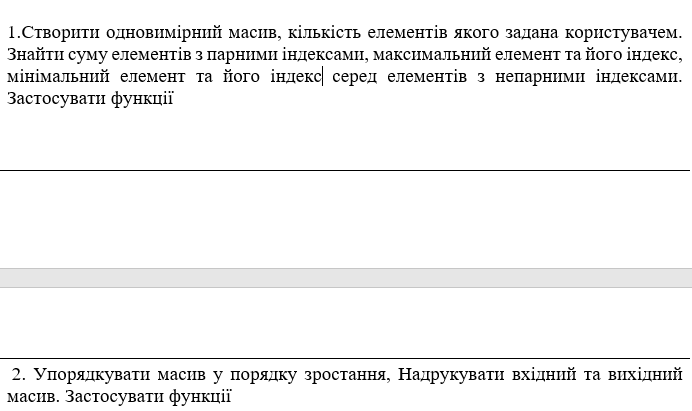 1.Створити одновимірний масив, кількість елементів якого задана користувачем.
Знайти суму елементів з парними індексами, максимальний елемент та його індекс,
мінімальний елемент та його індекс серед елементів з непарними індексами.
Застосувати функції
2. Упорядкувати масив у порядку зростання, Надрукувати вхідний та вихідний
масив. Застосувати функції